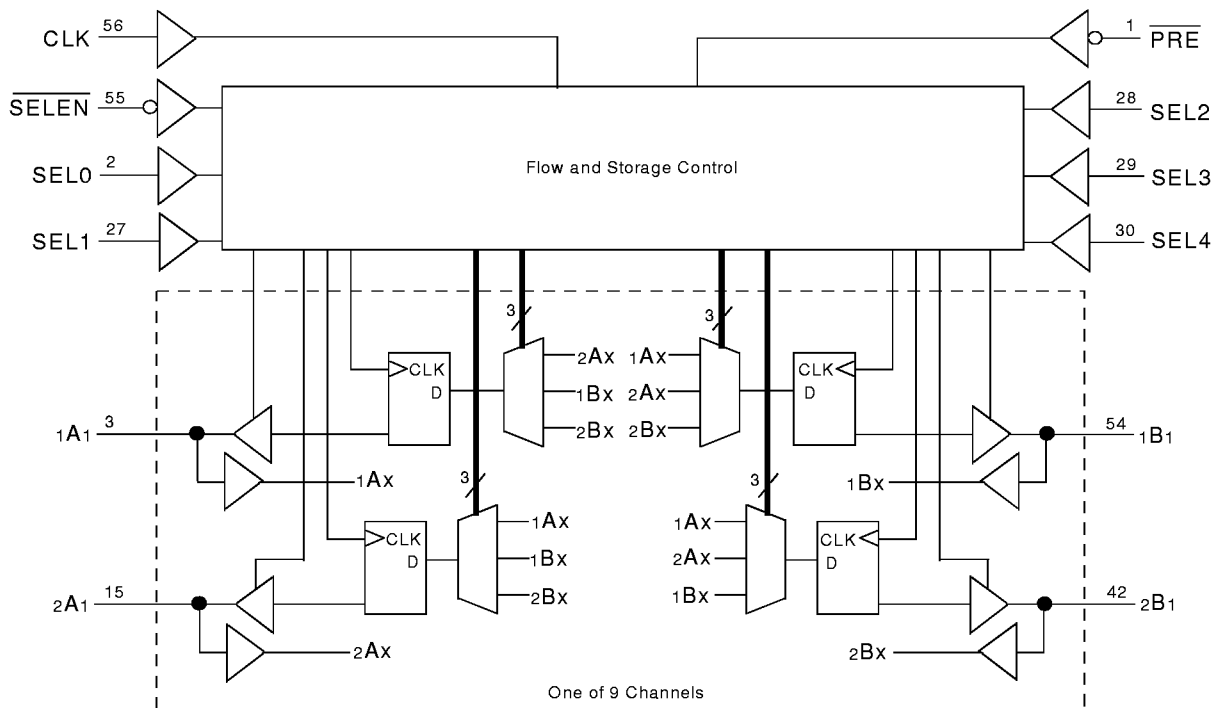 CLK 56 1 PRE
SELEN 55 28 SEL2
SEL0 2 Flow and Storage Control 29 SEL3
SEL1 27 30 SEL4
3 3
CLK 2Ax 1Ax CLK
D 1Bx 2Ax D
2Bx 2Bx
1A1 3 54 1B1
3 3
1Ax 1Bx
CLK 1Ax 1Ax CLK
D 1Bx 2Ax D
2Bx 1Bx
2A1 15 42 2B1
2Ax 2Bx
One of 9 Channels